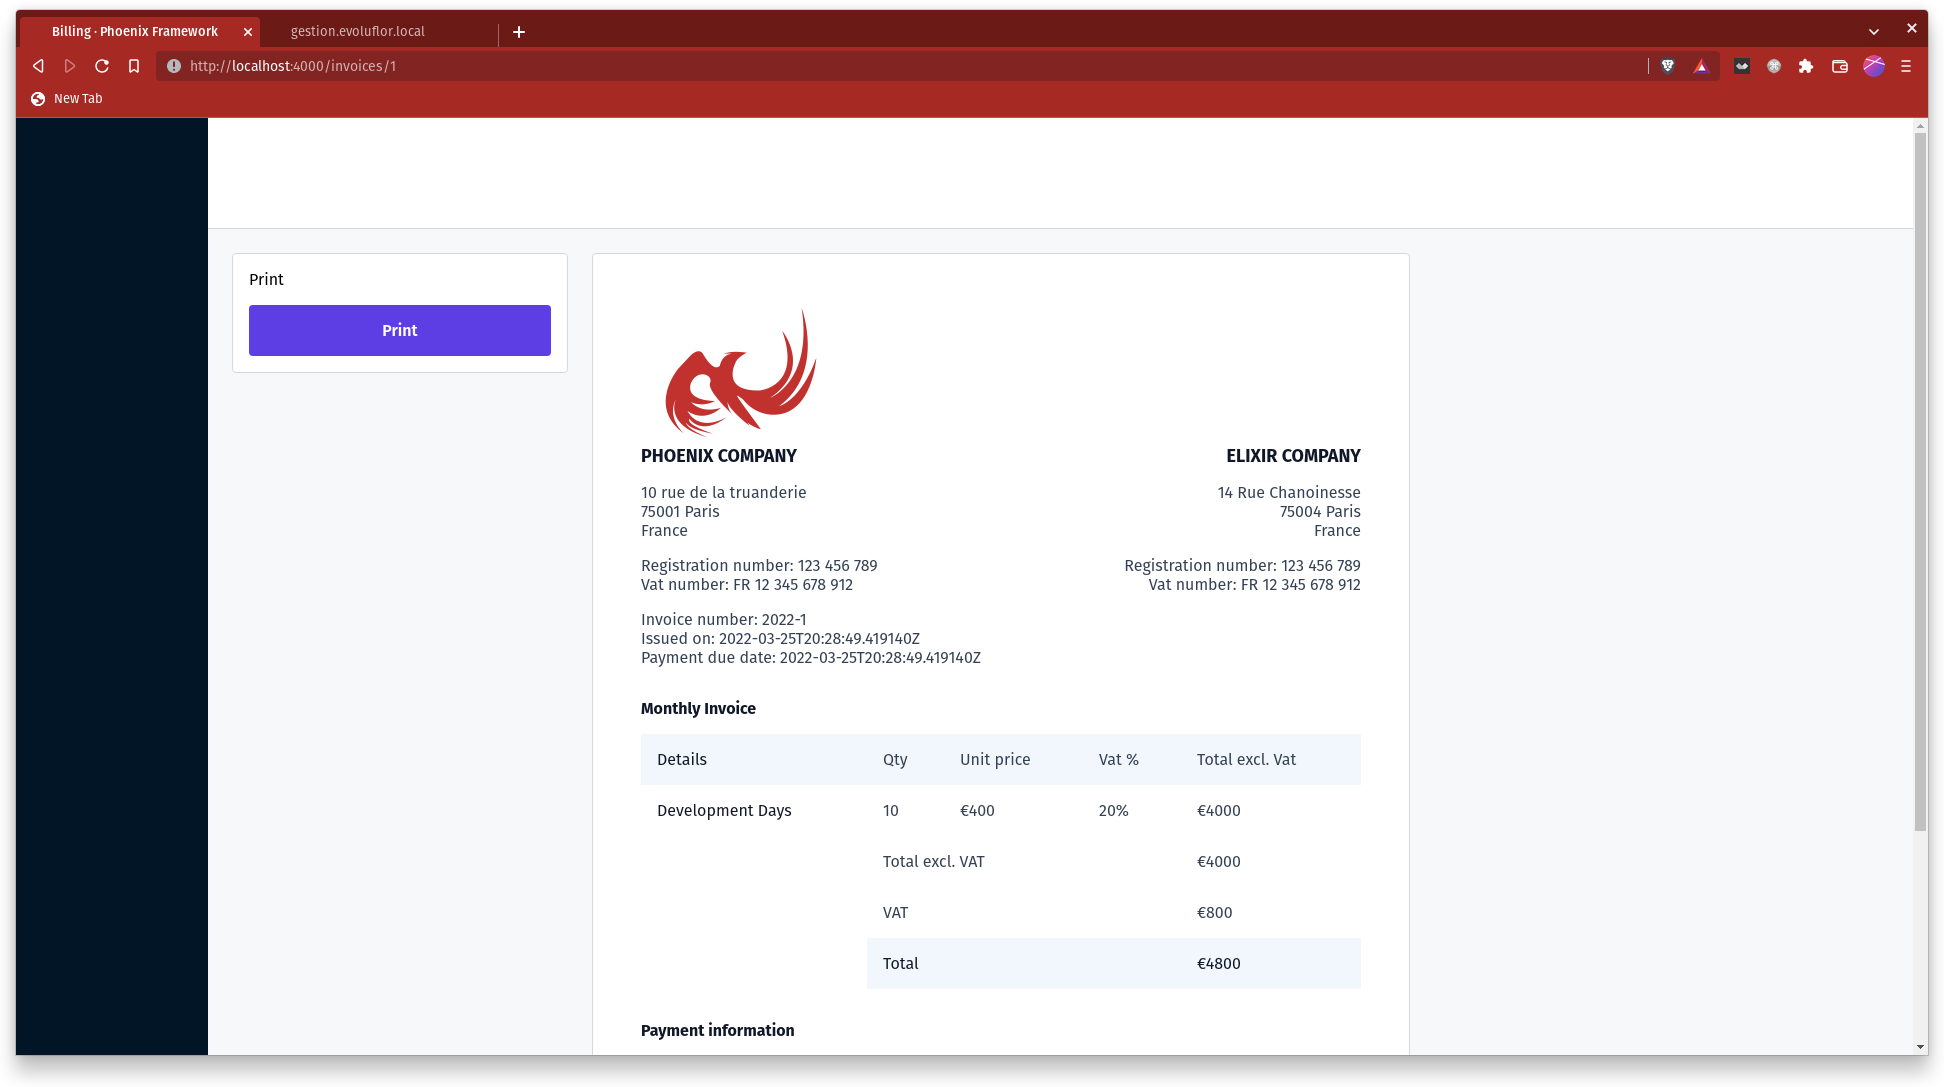 Billing · Phoenix Framework
gestion.evoluflor.local
http://localhost:4000/invoices/1
New Tab
Print
Print
PHOENIX COMPANY
10 rue de la truanderie
75001 Paris
France
Registration number: 123 456 789
Vat number: FR 12 345 678 912
ELIXIR COMPANY
14 Rue Chanoinesse
75004 Paris
France
Registration number: 123 456 789
Vat number: FR 12 345 678 912
Invoice number: 2022-1
Issued on: 2022-03-25T20:28:49.419140Z
Payment due date: 2022-03-25T20:28:49.419140Z
Monthly Invoice
Details Qty Unit price Vat % Total excl. Vat
Development Days 10 €400 20% €4000
Total excl. VAT €4000
VAT €800
Total €4800
Payment information